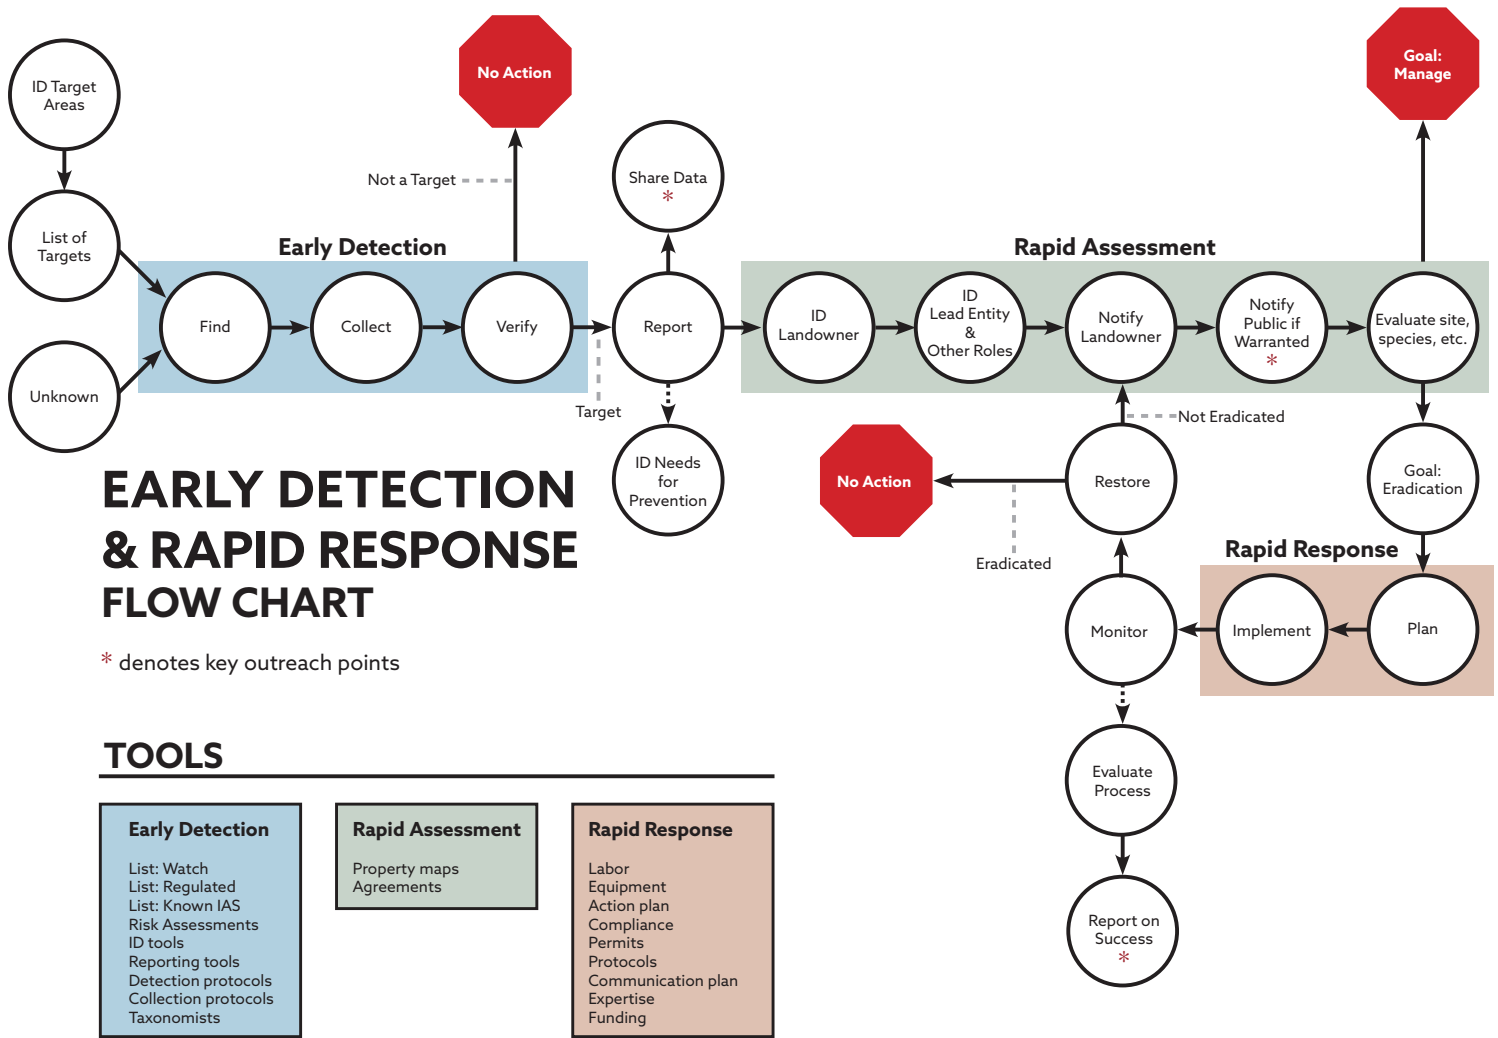 ID Target
Areas
No Action
Goal:
Manage
Share Data
*
Not a Target
List of
Targets
Early Detection
Rapid Assessment
Find
Collect
Verify
Report
ID
Landowner
ID
Lead Entity
&
Other Roles
Notify
Landowner
Notify
Public if
Warranted
*
Evaluate site,
species, etc.
Unknown
Target
Not Eradicated
ID Needs
for
Prevention
No Action
Restore
Goal:
Eradication
Eradicated
EARLY DETECTION
& RAPID RESPONSE
FLOW CHART
* denotes key outreach points
Rapid Response
Monitor
Implement
Plan
Evaluate
Process
Report on
Success
*
TOOLS
Early Detection
List: Watch
List: Regulated
List: Known IAS
Risk Assessments
ID tools
Reporting tools
Detection protocols
Collection protocols
Taxonomists
Rapid Assessment
Property maps
Agreements
Rapid Response
Labor
Equipment
Action plan
Compliance
Permits
Protocols
Communication plan
Expertise
Funding